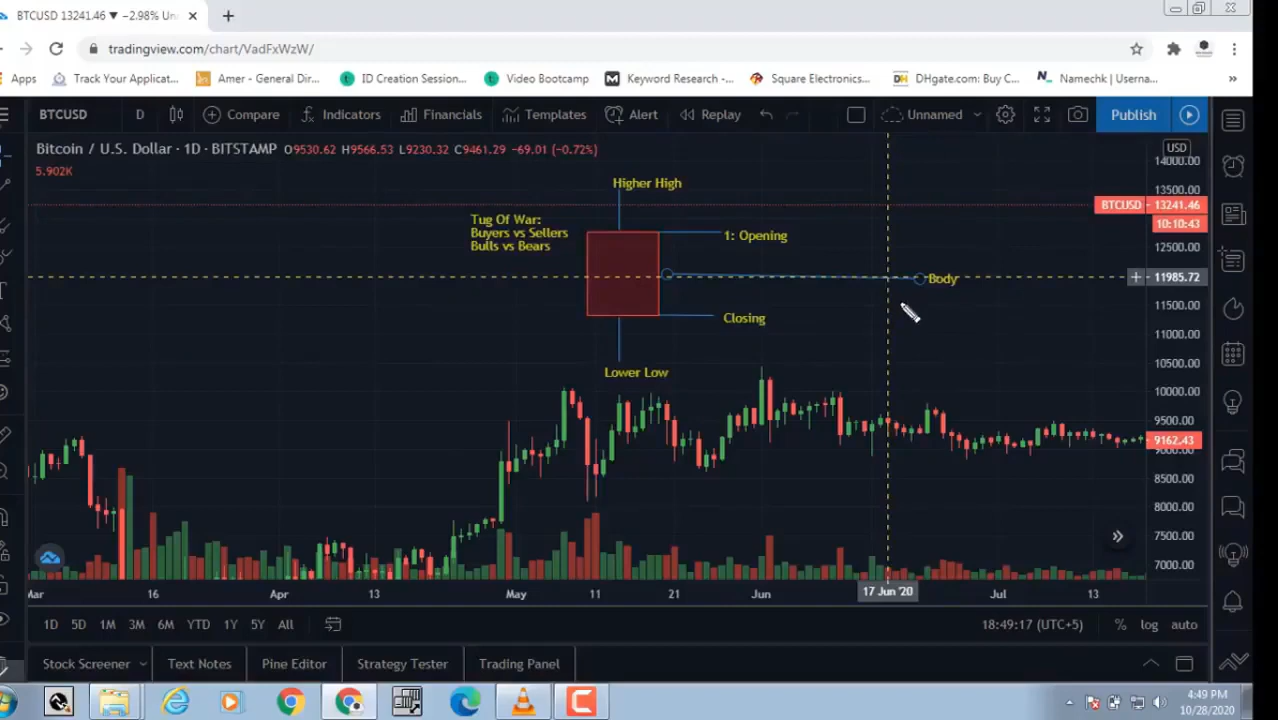 BTCUSD 13241.46 ▼ −2.98% Un
tradingview.com/chart/VadFxWzW/
Apps
Track Your Applicat...
Amer - General Dir...
ID Creation Session...
Video Bootcamp
Keyword Research -...
Square Electronics...
DHgate.com: Buy C...
Namechk | Userna...
BTCUSD
D
Compare
Indicators
Financials
Templates
Alert
Replay
Unnamed
Publish
Bitcoin / U.S. Dollar · 1D · BITSTAMP O9530.62 H9566.53 L9230.32 C9461.29 −69.01 (−0.72%)
5.902K
USD
14000.00
13500.00
BTCUSD 13241.46
10:10:43
12500.00
11985.72
11500.00
11000.00
10500.00
10000.00
9500.00
9162.43
9000.00
8500.00
8000.00
7500.00
7000.00
Higher High
Tug Of War:
Buyers vs Sellers
Bulls vs Bears
1: Opening
Body
Closing
Lower Low
Mar
16
Apr
13
May
11
21
Jun
17 Jun '20
Jul
13
1D
5D
1M
3M
6M
YTD
1Y
5Y
All
18:49:17 (UTC+5)
%
log
auto
Stock Screener
Text Notes
Pine Editor
Strategy Tester
Trading Panel
4:49 PM
10/28/2020